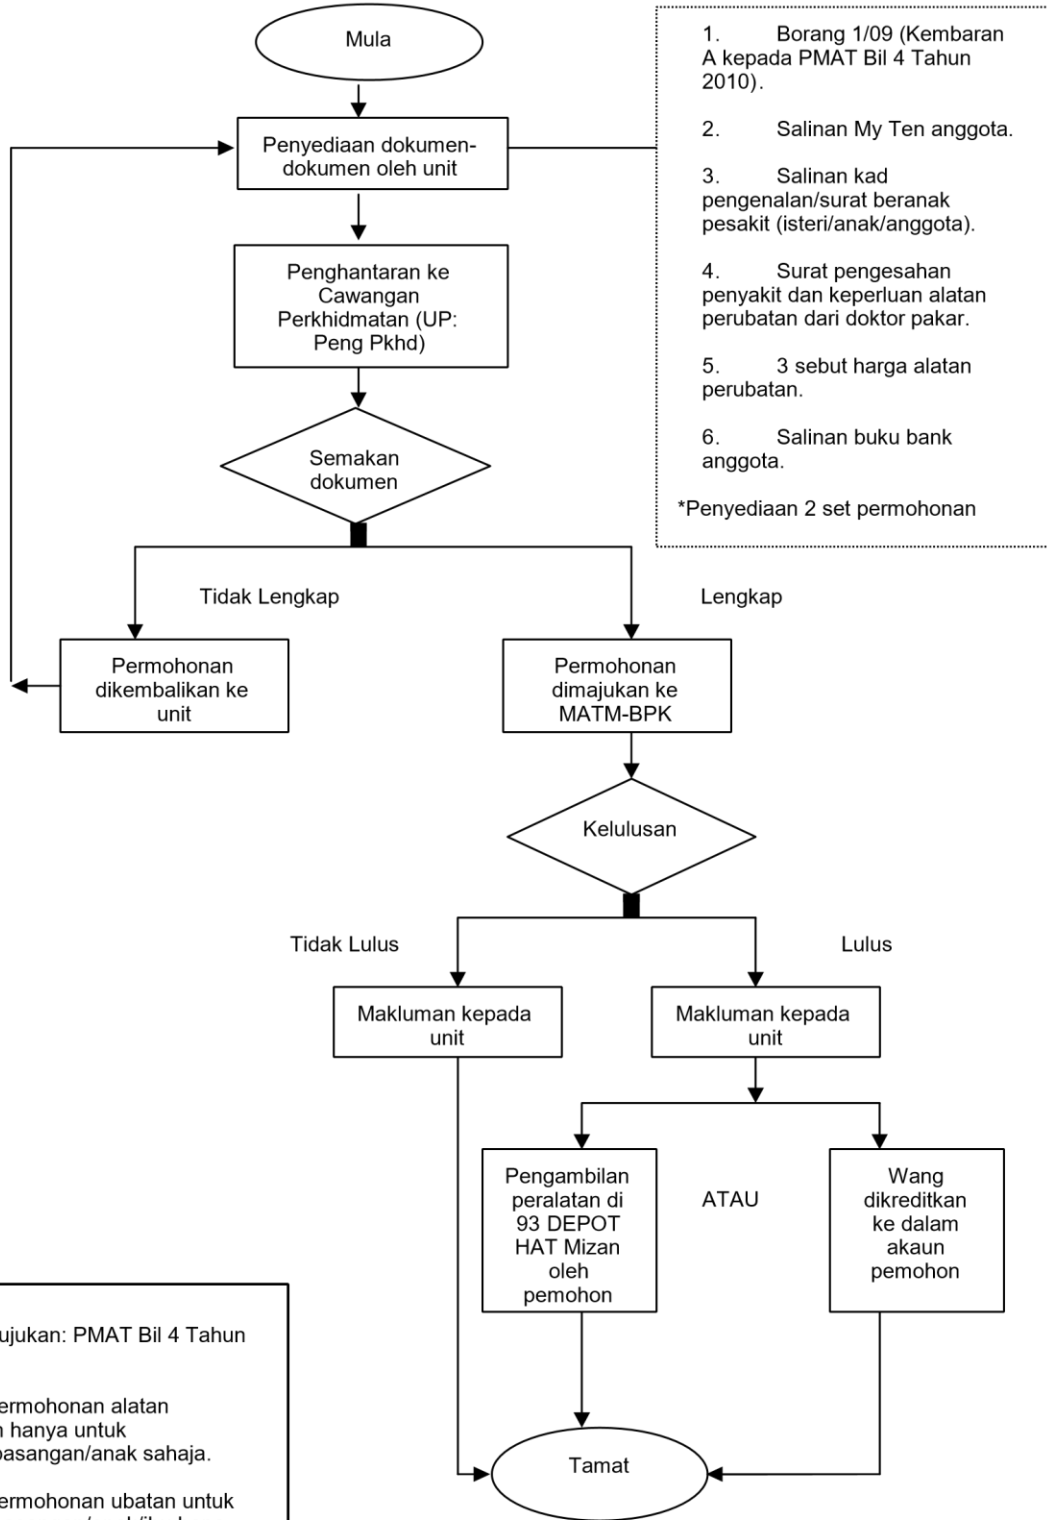 Mula
1. Borang 1/09 (Kembaran
A kepada PMAT Bil 4 Tahun
2010).
2. Salinan My Ten anggota.
3. Salinan kad
pengenalan/surat beranak
pesakit (isteri/anak/anggota).
4. Surat pengesahan
penyakit dan keperluan alatan
perubatan dari doktor pakar.
5. 3 sebut harga alatan
perubatan.
6. Salinan buku bank
anggota.
*Penyediaan 2 set permohonan
Penyediaan dokumen-
dokumen oleh unit
Penghantaran ke
Cawangan
Perkhidmatan (UP:
Peng Pkhd)
Semakan
dokumen
Tidak Lengkap
Lengkap
Permohonan
dikembalikan ke
unit
Permohonan
dimajukan ke
MATM-BPK
Kelulusan
Tidak Lulus
Lulus
Makluman kepada
unit
Makluman kepada
unit
Pengambilan
peralatan di
93 DEPOT
HAT Mizan
oleh
pemohon
ATAU
Wang
dikreditkan
ke dalam
akaun
pemohon
Tamat
ujukan: PMAT Bil 4 Tahun
ermohonan alatan
n hanya untuk
pasangan/anak sahaja.
ermohonan ubatan untuk